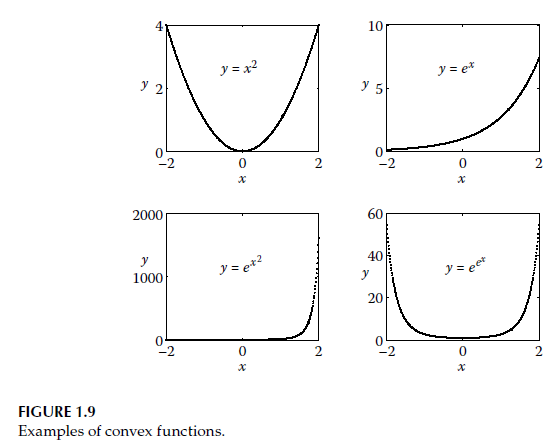 4
y = x²
y 2
0
−2 0 2
x
10
y = eˣ
y 5
0
−2 0 2
x
2000
y
1000
y = e^{x²}
0
−2 0 2
x
60
40
y = e^{eˣ}
y
20
0
−2 0 2
x
FIGURE 1.9
Examples of convex functions.